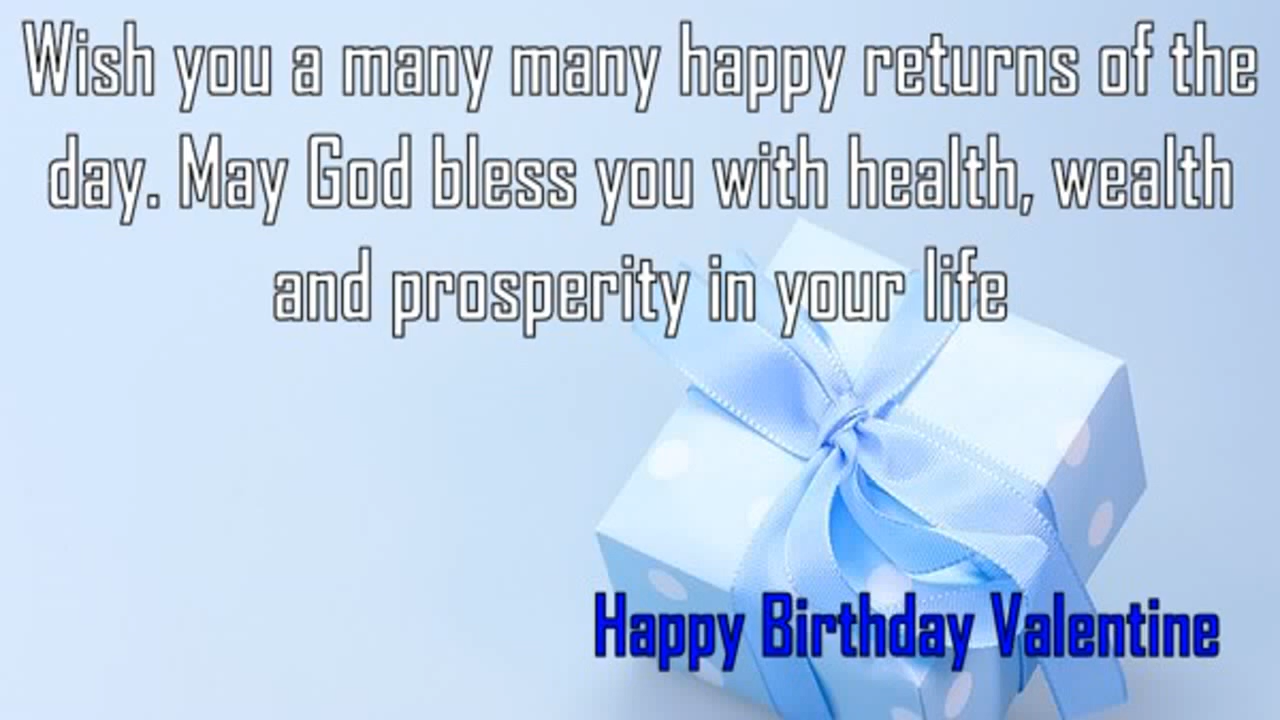 Wish you a many many happy returns of the
day. May God bless you with health, wealth
and prosperity in your life
Happy Birthday Valentine